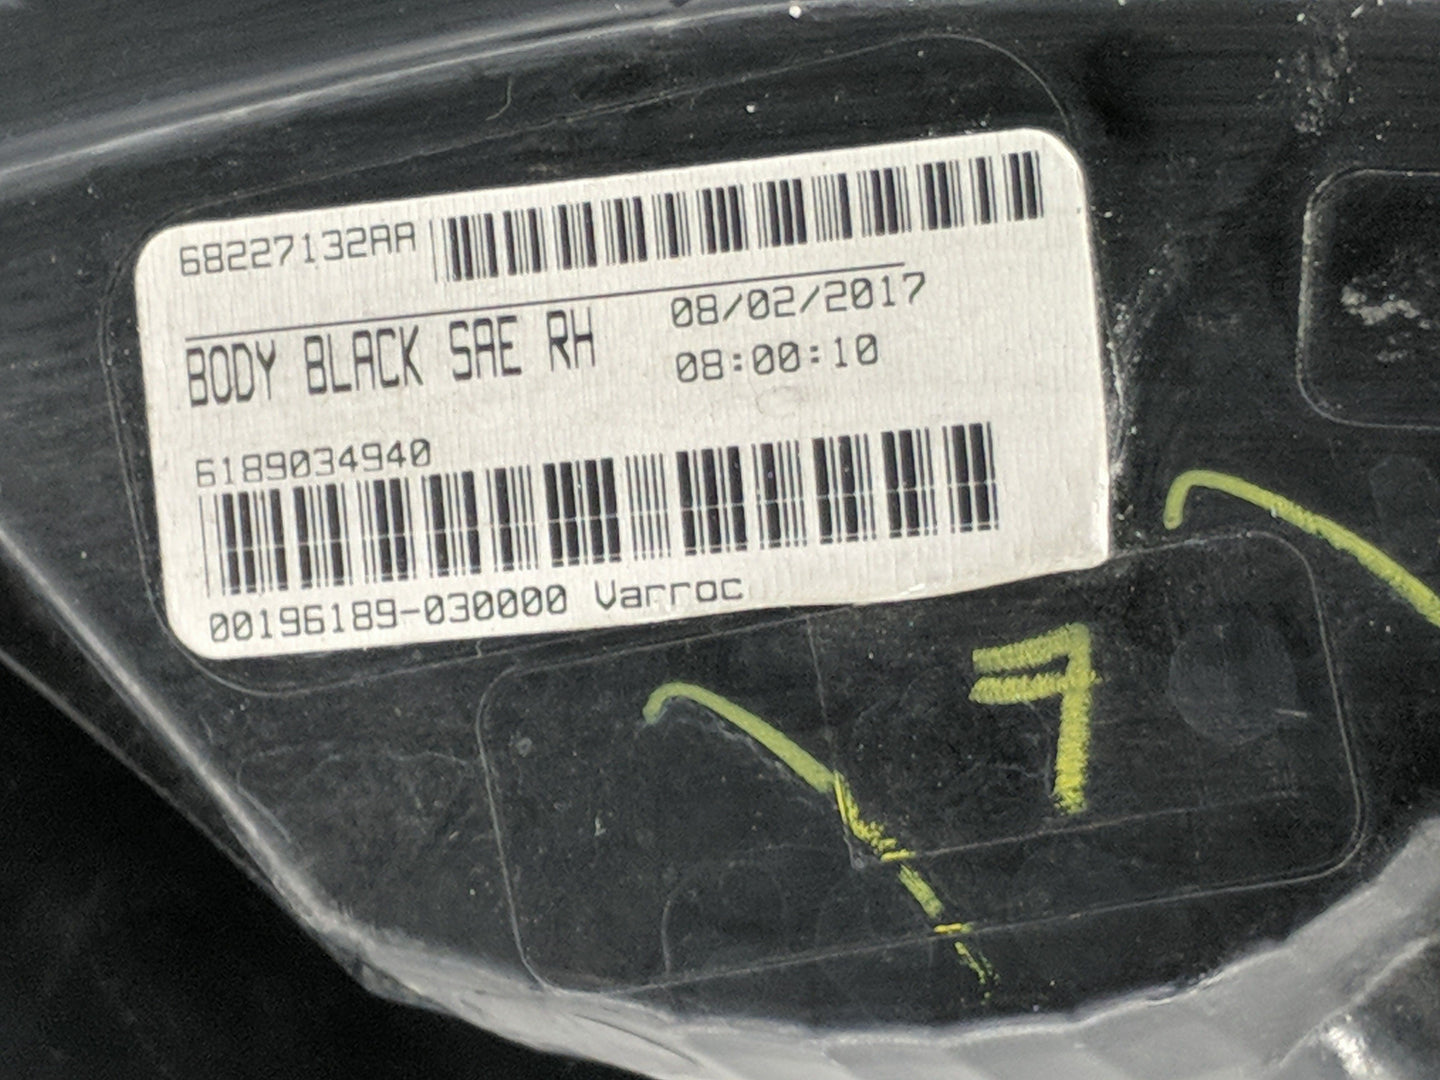 68227132AA
BODY BLACK SAE RH
08/02/2017
08:00:10
6189034940
00196189-030000 Varroc